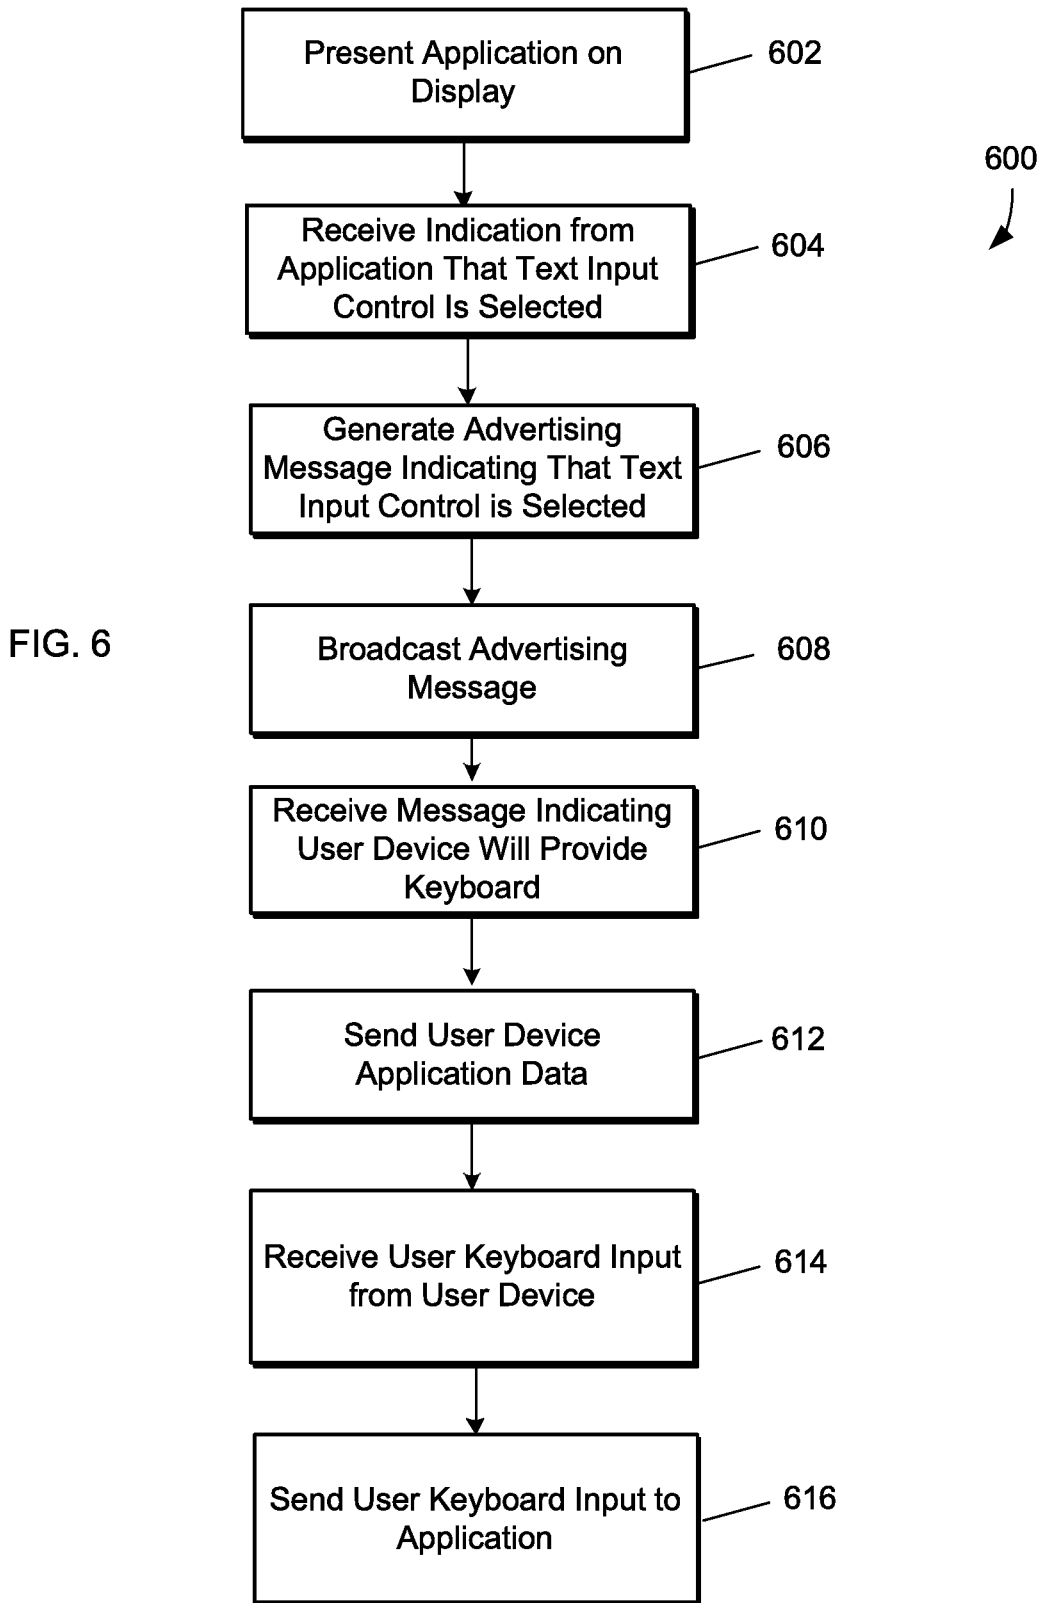 Present Application on
Display
602
600
Receive Indication from
Application That Text Input
Control Is Selected
604
Generate Advertising
Message Indicating That Text
Input Control is Selected
606
FIG. 6
Broadcast Advertising
Message
608
Receive Message Indicating
User Device Will Provide
Keyboard
610
Send User Device
Application Data
612
Receive User Keyboard Input
from User Device
614
Send User Keyboard Input to
Application
616